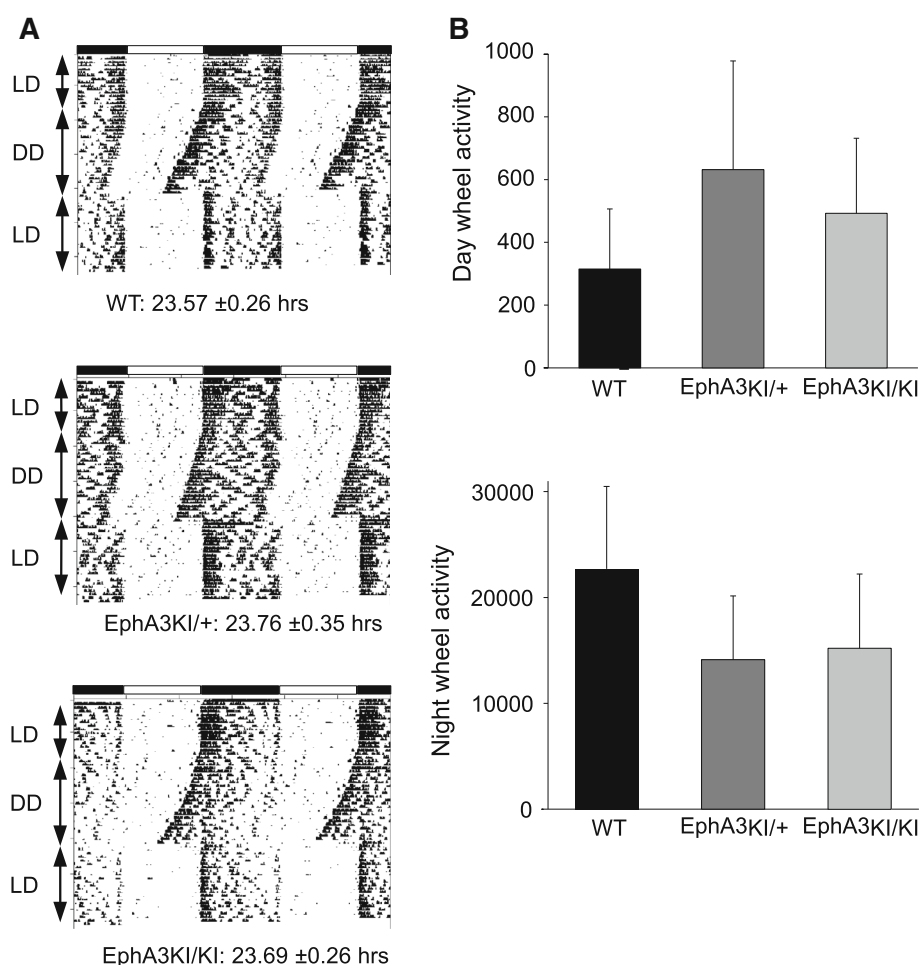 A
LD
DD
LD
WT: 23.57 ±0.26 hrs
LD
DD
LD
EphA3KI/+: 23.76 ±0.35 hrs
LD
DD
LD
EphA3KI/KI: 23.69 ±0.26 hrs
B
Day wheel activity
1000
800
600
400
200
0
WT EphA3KI/+ EphA3KI/KI
Night wheel activity
30000
20000
10000
0
WT EphA3KI/+ EphA3KI/KI